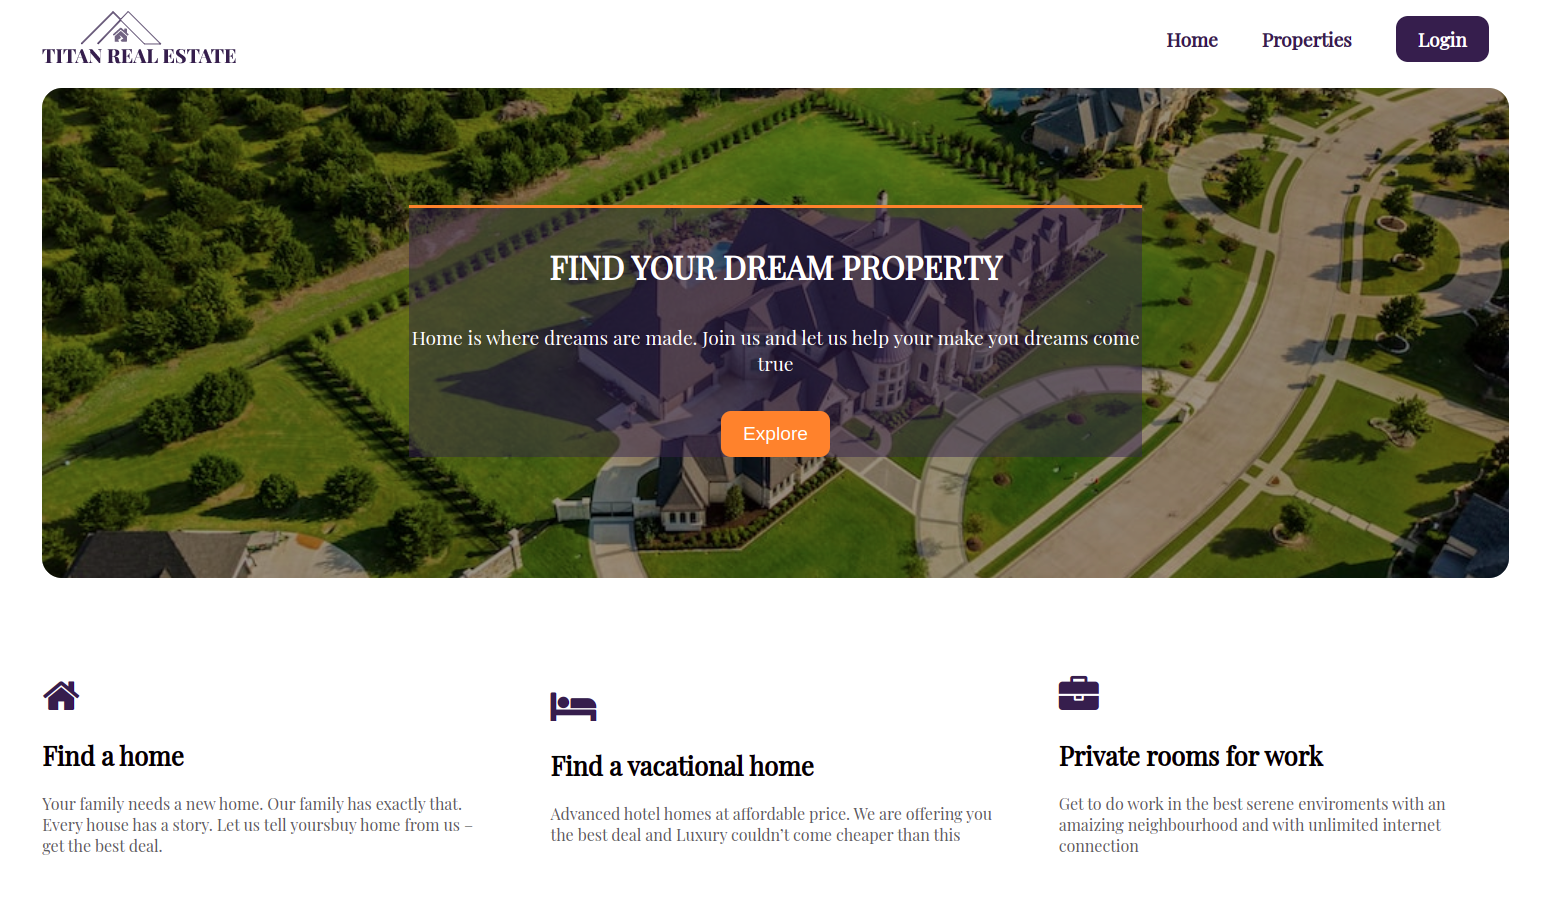 TITAN REAL ESTATE
Home Properties Login
FIND YOUR DREAM PROPERTY
Home is where dreams are made. Join us and let us help your make you dreams come
true
Explore
Find a home
Your family needs a new home. Our family has exactly that.
Every house has a story. Let us tell yoursbuy home from us –
get the best deal.
Find a vacational home
Advanced hotel homes at affordable price. We are offering you
the best deal and Luxury couldn’t come cheaper than this
Private rooms for work
Get to do work in the best serene enviroments with an
amaizing neighbourhood and with unlimited internet
connection